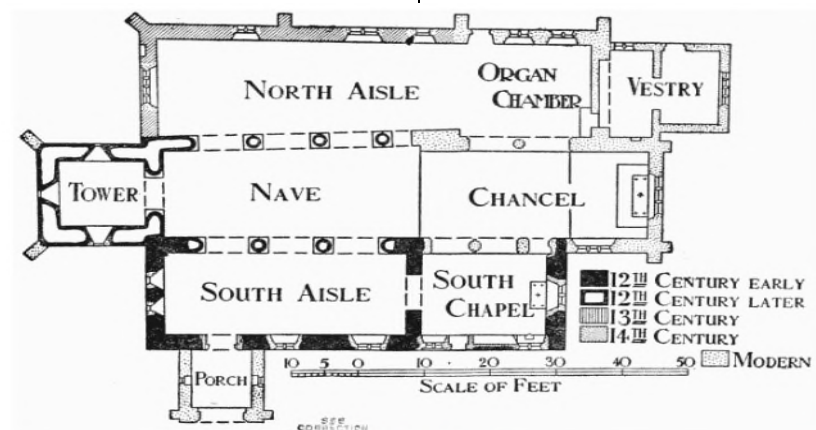 NORTH AISLE
ORGAN
CHAMBER
VESTRY
TOWER
NAVE
CHANCEL
SOUTH AISLE
SOUTH
CHAPEL
PORCH
12TH CENTURY EARLY
12TH CENTURY LATER
13TH CENTURY
14TH CENTURY
MODERN
10 5 0 10 20 30 40 50
SCALE OF FEET
SEE